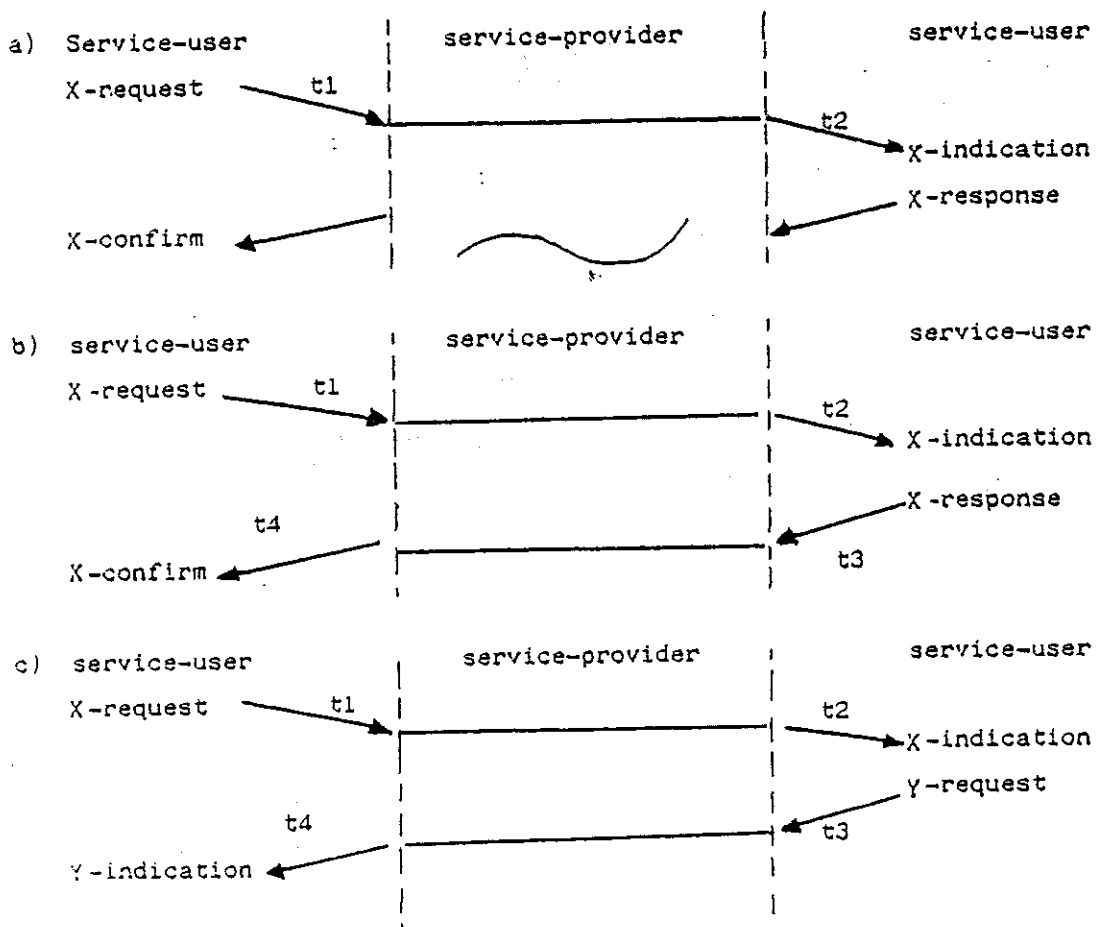 a) Service-user service-provider service-user
X-request t1
t2
X-indication
X-response
X-confirm
b) service-user service-provider service-user
X-request t1
t2
X-indication
X-response
t4
X-confirm t3
c) service-user service-provider service-user
X-request t1 t2
X-indication
Y-request
t4 t3
Y-indication